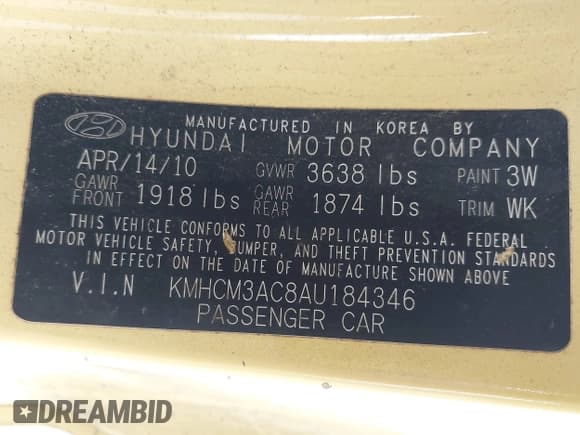 MANUFACTURED IN KOREA BY
HYUNDAI MOTOR COMPANY
APR/14/10 GVWR 3638 lbs PAINT 3W
GAWR FRONT 1918 lbs GAWR REAR 1874 lbs TRIM WK
THIS VEHICLE CONFORMS TO ALL APPLICABLE U.S.A. FEDERAL
MOTOR VEHICLE SAFETY, BUMPER, AND THEFT PREVENTION STANDARDS
IN EFFECT ON THE DATE OF MANUFACTURE SHOWN ABOVE
V.I.N KMHCM3AC8AU184346
PASSENGER CAR
DREAMBID